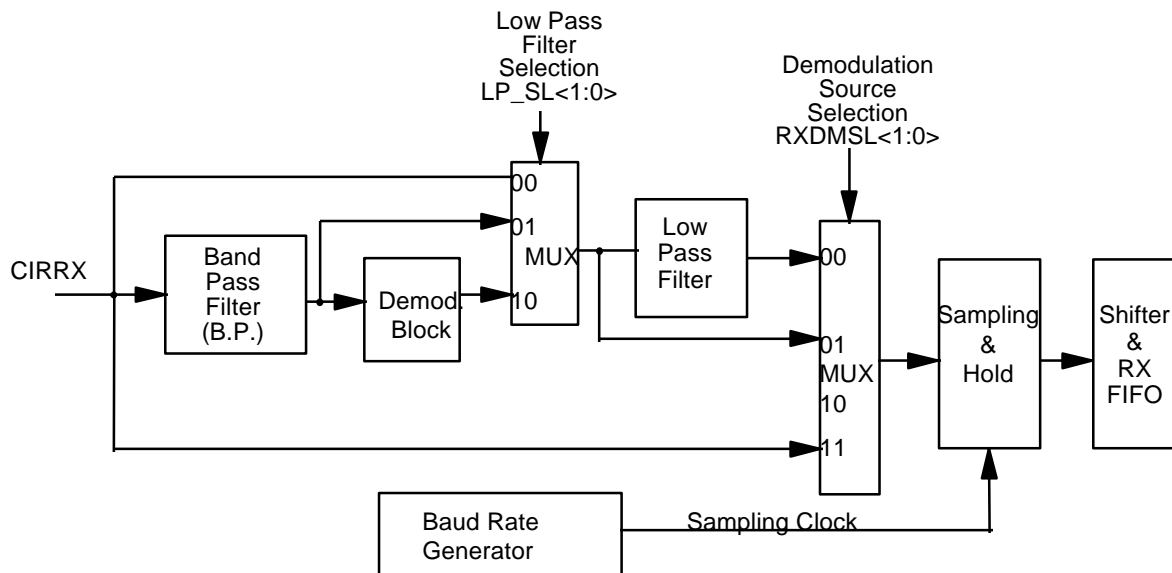 Low Pass
Filter
Selection
LP_SL<1:0>
Demodulation
Source
Selection
RXDMSL<1:0>
00
01
MUX
10
Low
Pass
Filter
CIRRX
Band
Pass
Filter
(B.P.)
Demod.
Block
00
01
MUX
10
11
Sampling
&
Hold
Shifter
&
RX
FIFO
Baud Rate
Generator
Sampling Clock